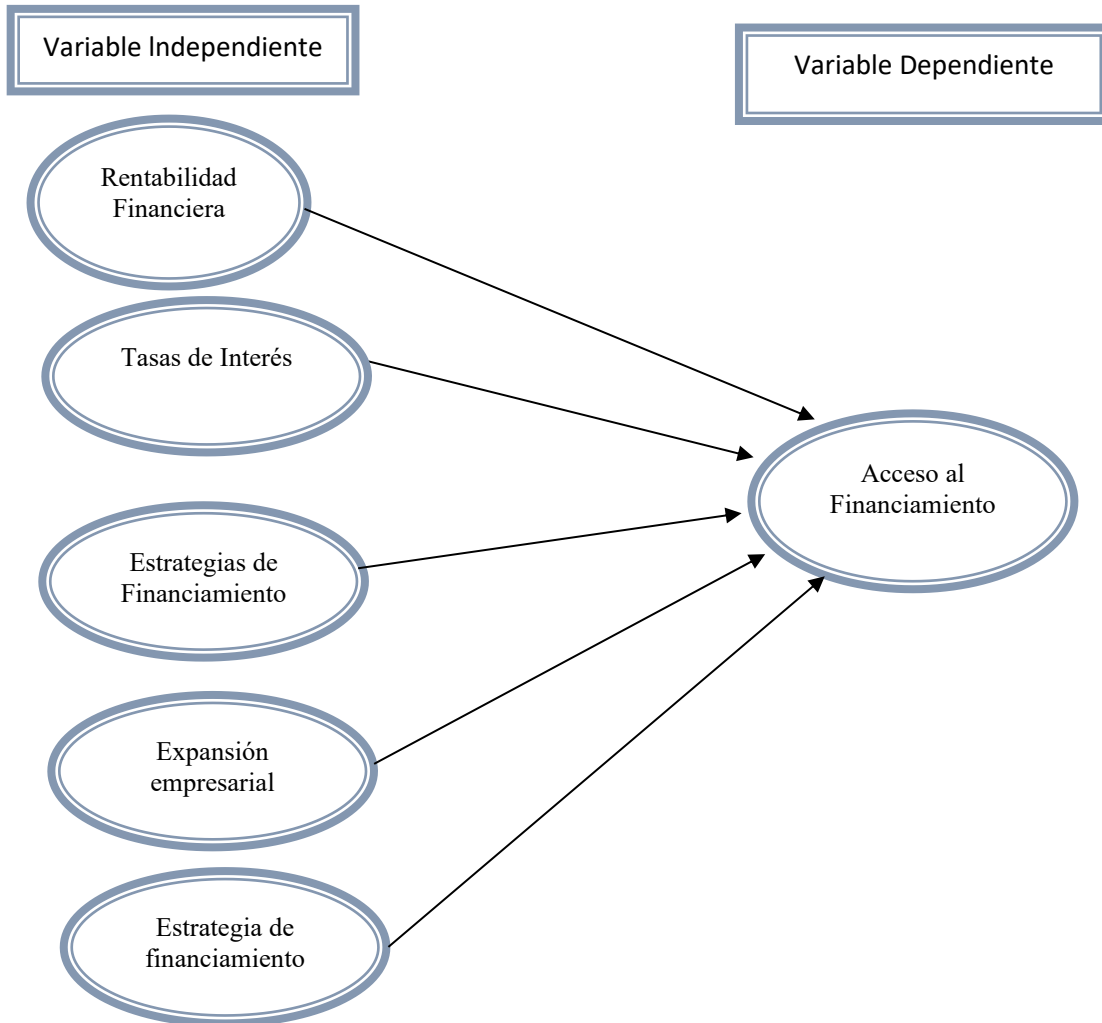 Variable Independiente
Variable Dependiente
Rentabilidad
Financiera
Tasas de Interés
Acceso al
Financiamiento
Estrategias de
Financiamiento
Expansión
empresarial
Estrategia de
financiamiento